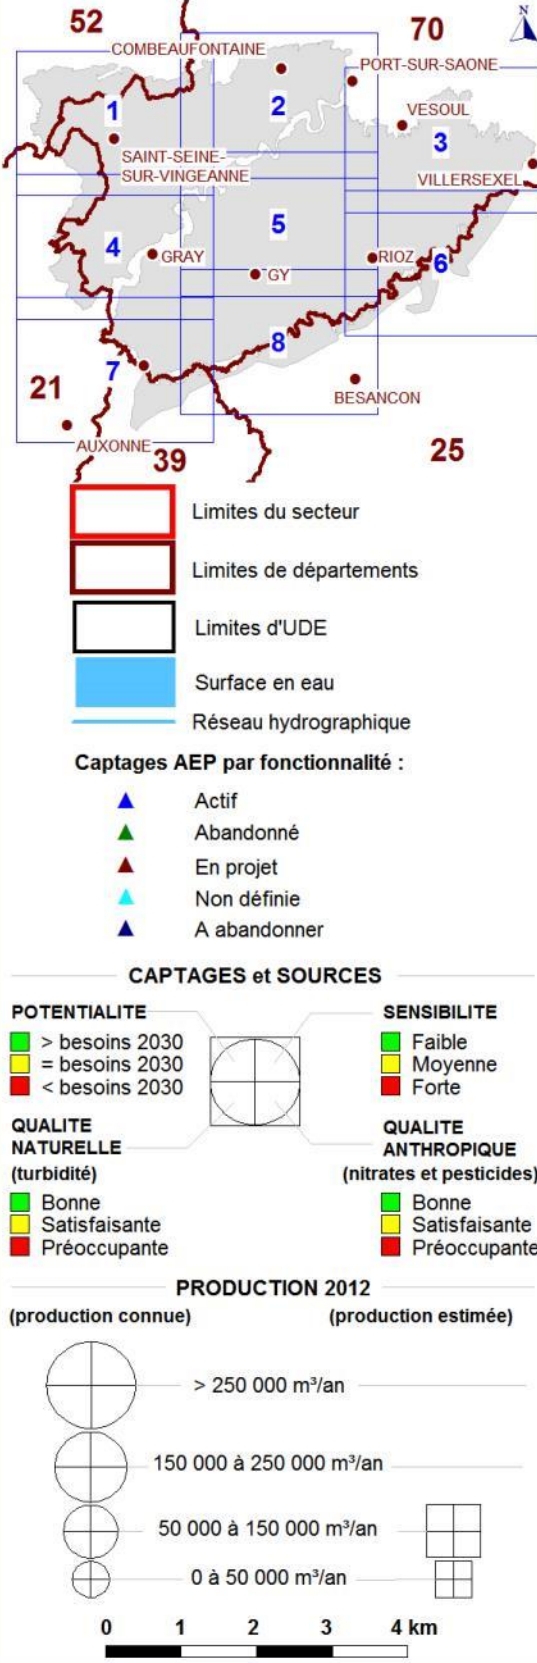 52
70
N
COMBEAUFONTAINE
PORT-SUR-SAONE
1
2
VESOUL
3
SAINT-SEINE-
SUR-VINGEANNE
VILLERSEXEL
4
5
GRAY
RIOZ
6
GY
8
7
21
BESANCON
AUXONNE
39
25
Limites du secteur
Limites de départements
Limites d'UDE
Surface en eau
Réseau hydrographique
Captages AEP par fonctionnalité :
Actif
Abandonné
En projet
Non définie
A abandonner
CAPTAGES et SOURCES
POTENTIALITE
> besoins 2030
= besoins 2030
< besoins 2030
SENSIBILITE
Faible
Moyenne
Forte
QUALITE
NATURELLE
(turbidité)
Bonne
Satisfaisante
Préoccupante
QUALITE
ANTHROPIQUE
(nitrates et pesticides)
Bonne
Satisfaisante
Préoccupante
PRODUCTION 2012
(production connue) (production estimée)
> 250 000 m³/an
150 000 à 250 000 m³/an
50 000 à 150 000 m³/an
0 à 50 000 m³/an
0 1 2 3 4 km